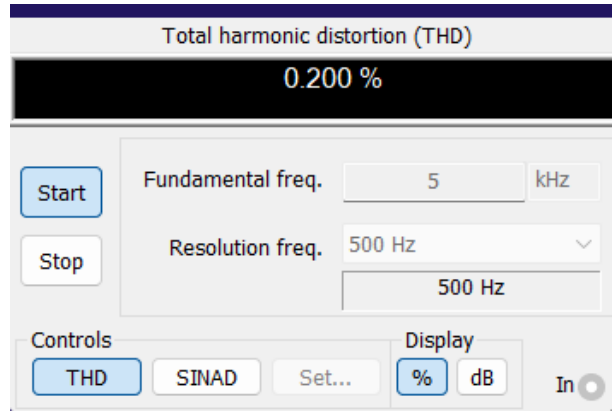 Total harmonic distortion (THD)
0.200 %
Start
Fundamental freq. 5 kHz
Stop
Resolution freq. 500 Hz
500 Hz
Controls
THD SINAD Set...
Display
% dB
In